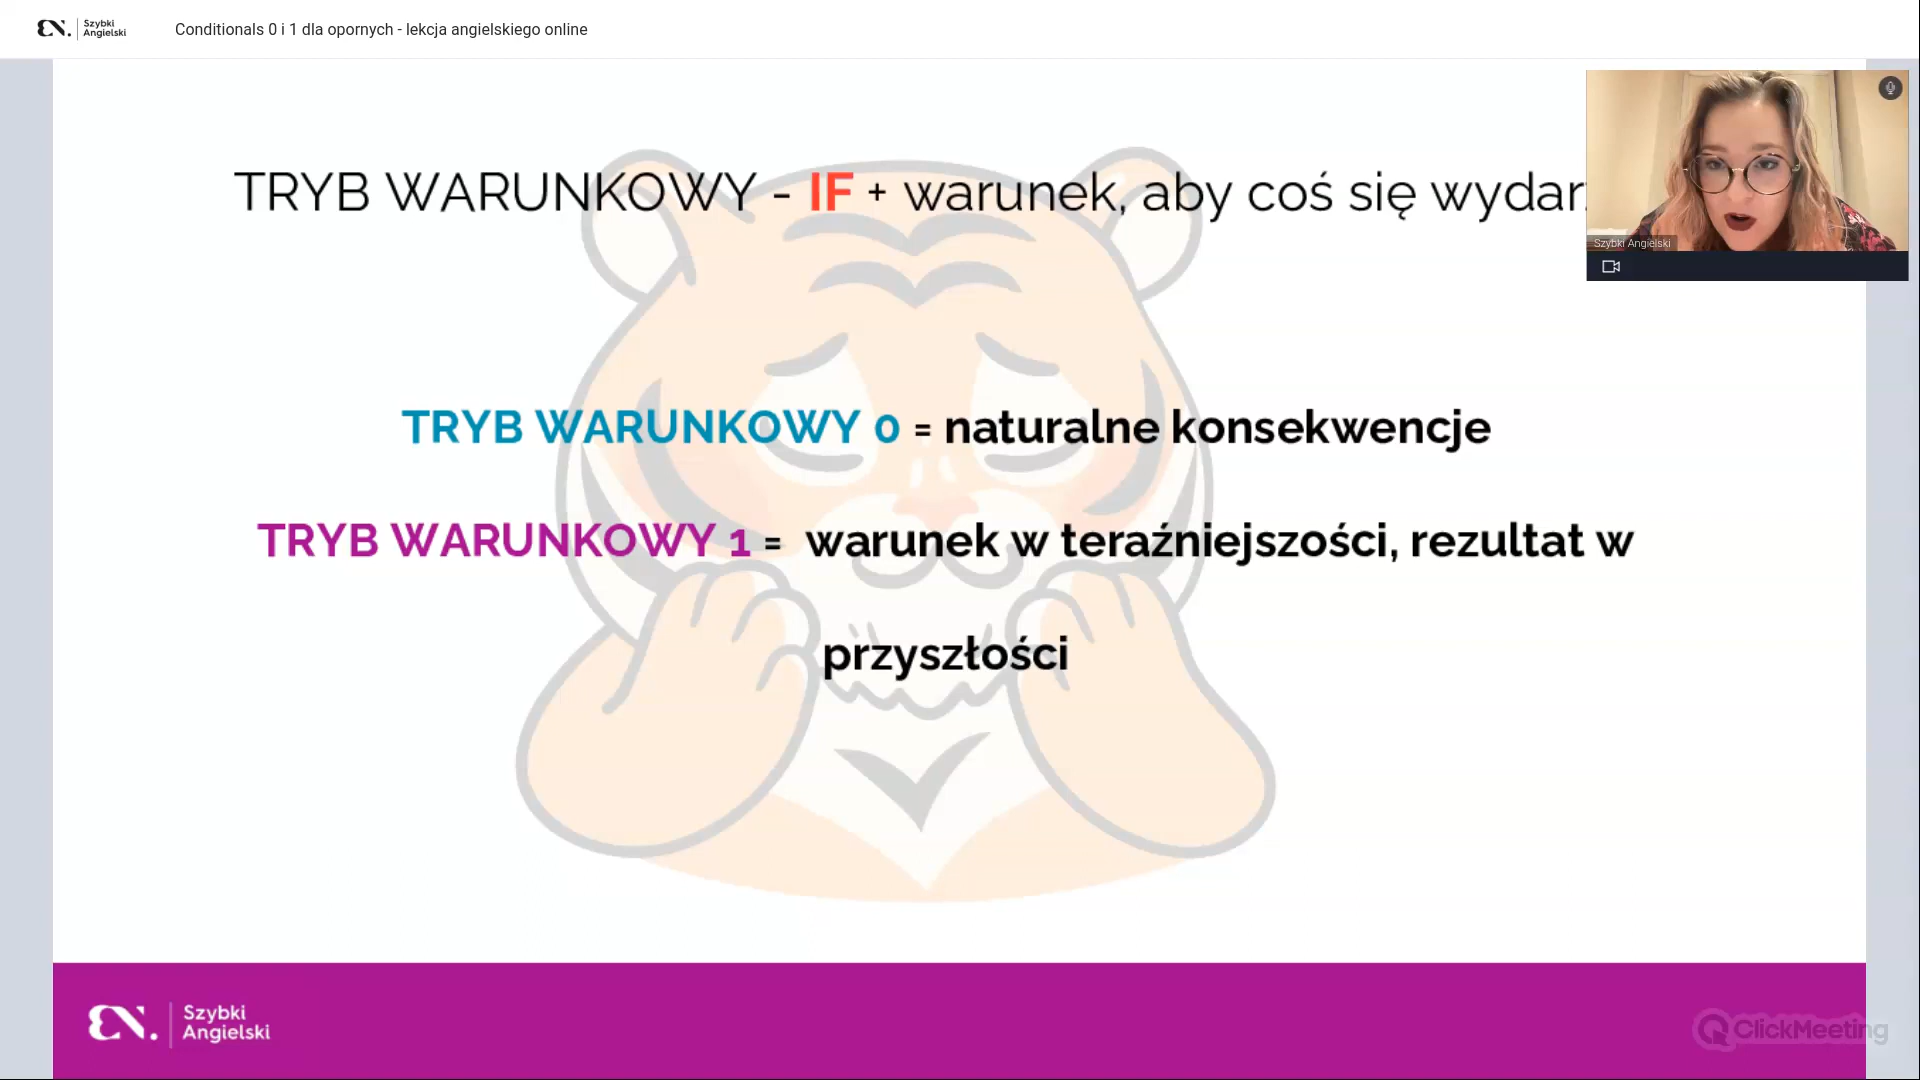 Szybki
Angielski
Conditionals 0 i 1 dla opornych - lekcja angielskiego online
TRYB WARUNKOWY - IF + warunek, aby coś się
Szybki Angielski
TRYB WARUNKOWY 0 = naturalne konsekwencje
TRYB WARUNKOWY 1 = warunek w teraźniejszości, rezultat w
przyszłości
Szybki
Angielski
ClickMeeting